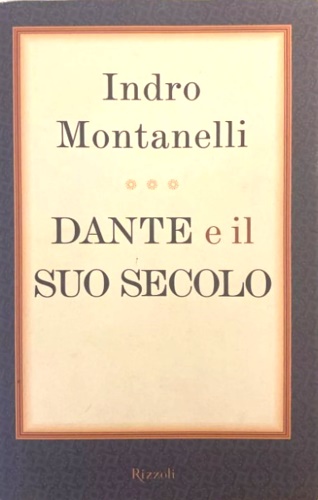 Indro
Montanelli
DANTE e il
SUO SECOLO
Rizzoli